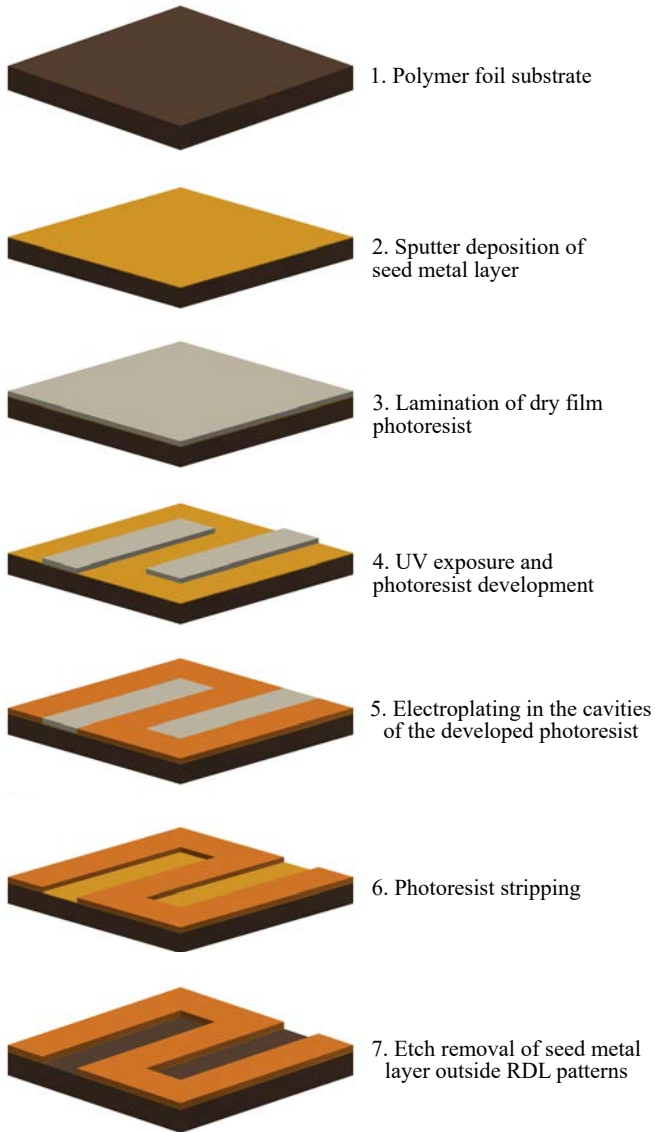 1. Polymer foil substrate
2. Sputter deposition of
seed metal layer
3. Lamination of dry film
photoresist
4. UV exposure and
photoresist development
5. Electroplating in the cavities
of the developed photoresist
6. Photoresist stripping
7. Etch removal of seed metal
layer outside RDL patterns